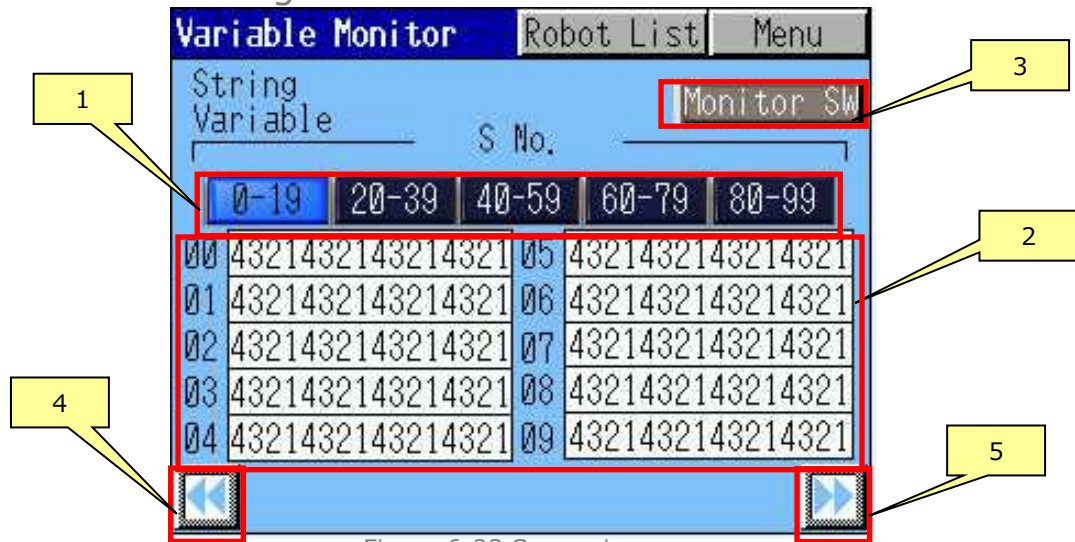 Variable Monitor Robot List Menu
3
1
String
Variable
Monitor SW
S No.
0-19 20-39 40-59 60-79 80-99
2
00 4321432143214321 05 4321432143214321
01 4321432143214321 06 4321432143214321
02 4321432143214321 07 4321432143214321
03 4321432143214321 08 4321432143214321
4
04 4321432143214321 09 4321432143214321
5
Figure